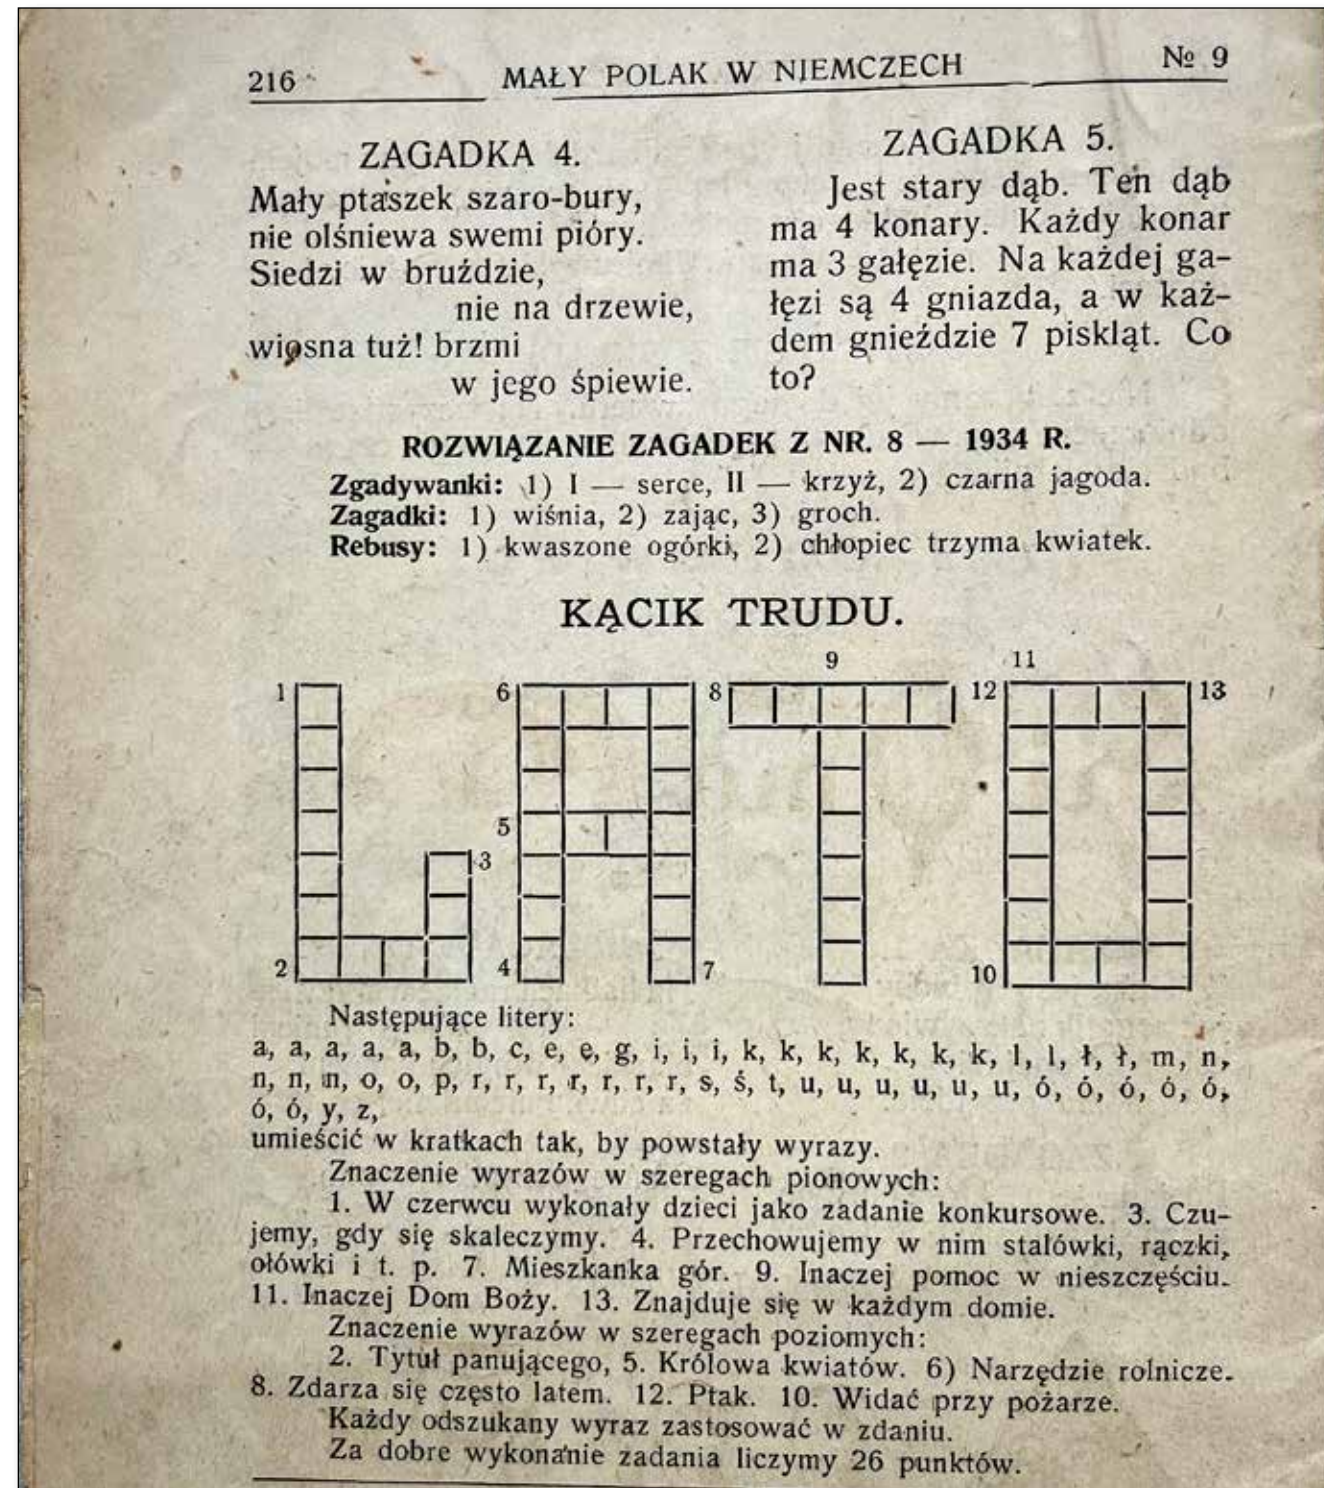 216
MAŁY POLAK W NIEMCZECH
№ 9
ZAGADKA 4.
Mały ptaszek szaro-bury,
nie olśniewa swemi pióry.
Siedzi w bruździe,
nie na drzewie,
wiosna tuż! brzmi
w jego śpiewie.
ZAGADKA 5.
Jest stary dąb. Ten dąb
ma 4 konary. Każdy konar
ma 3 gałęzie. Na każdej ga-
łęzi są 4 gniazda, a w każ-
dem gnieździe 7 piskląt. Co
to?
ROZWIĄZANIE ZAGADEK Z NR. 8 — 1934 R.
Zgadywanki: 1) I — serce, II — krzyż, 2) czarna jagoda.
Zagadki: 1) wiśnia, 2) zając, 3) groch.
Rebusy: 1) kwaszone ogórki, 2) chłopiec trzyma kwiatek.
KĄCIK TRUDU.
9
11
1
6
8
12
13
5
3
2
4
7
10
Następujące litery:
a, a, a, a, a, b, b, c, e, ę, g, i, i, i, k, k, k, k, k, k, k, l, l, ł, ł, m, n,
n, n, n, o, o, p, r, r, r, r, r, r, r, s, ś, t, u, u, u, u, u, u, ó, ó, ó, ó, ó,
ó, ó, y, z,
umieścić w kratkach tak, by powstały wyrazy.
Znaczenie wyrazów w szeregach pionowych:
1. W czerwcu wykonały dzieci jako zadanie konkursowe. 3. Czu-
jemy, gdy się skaleczymy. 4. Przechowujemy w nim stalówki, rączki,
ołówki i t. p. 7. Mieszkanka gór. 9. Inaczej pomoc w nieszczęściu.
11. Inaczej Dom Boży. 13. Znajduje się w każdym domie.
Znaczenie wyrazów w szeregach poziomych:
2. Tytuł panującego, 5. Królowa kwiatów. 6) Narzędzie rolnicze.
8. Zdarza się często latem. 12. Ptak. 10. Widać przy pożarze.
Każdy odszukany wyraz zastosować w zdaniu.
Za dobre wykonanie zadania liczymy 26 punktów.